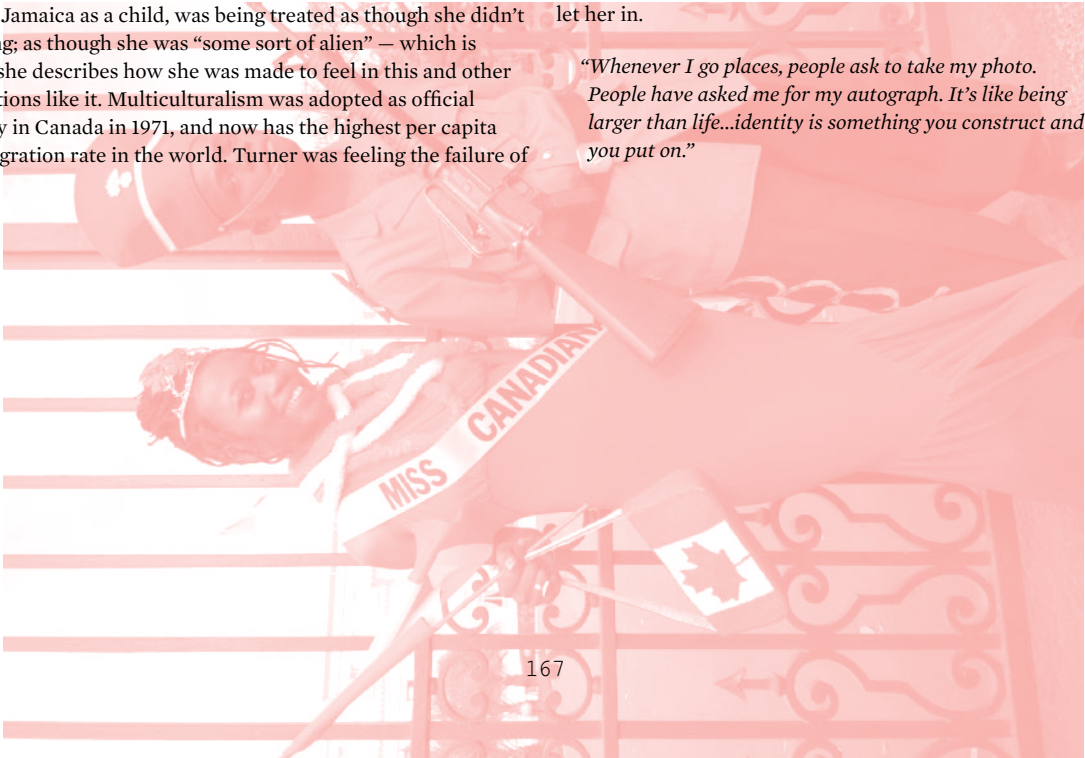 Jamaica as a child, was being treated as though she didn’t
g; as though she was “some sort of alien” — which is
she describes how she was made to feel in this and other
tions like it. Multiculturalism was adopted as official
y in Canada in 1971, and now has the highest per capita
gration rate in the world. Turner was feeling the failure of
let her in.
“Whenever I go places, people ask to take my photo.
People have asked me for my autograph. It’s like being
larger than life...identity is something you construct and
you put on.”
MISS CANADIAN
167